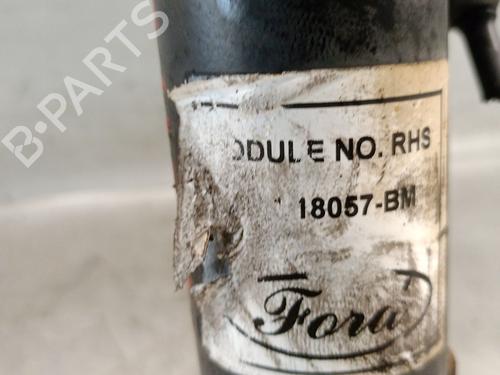 B-PARTS
ODULE NO. RHS
18057-BM
Ford